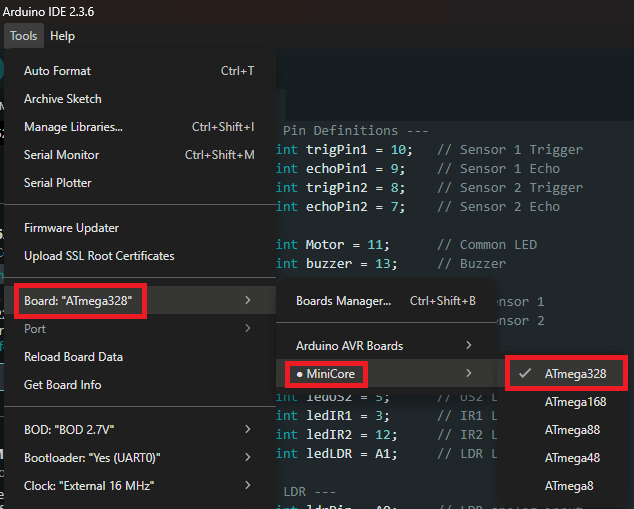 Arduino IDE 2.3.6
Tools Help
Auto Format Ctrl+T
Archive Sketch
Manage Libraries... Ctrl+Shift+I
Serial Monitor Ctrl+Shift+M
Serial Plotter
Firmware Updater
Upload SSL Root Certificates
Board: "ATmega328"
Port
Reload Board Data
Get Board Info
BOD: "BOD 2.7V"
Bootloader: "Yes (UART0)"
Clock: "External 16 MHz"
Pin Definitions ---
int trigPin1 = 10; // Sensor 1 Trigger
int echoPin1 = 9; // Sensor 1 Echo
int trigPin2 = 8; // Sensor 2 Trigger
int echoPin2 = 7; // Sensor 2 Echo
int Motor = 11; // Common LED
int buzzer = 13; // Buzzer
Boards Manager... Ctrl+Shift+B
ensor 1
ensor 2
Arduino AVR Boards
● MiniCore
ATmega328
ATmega168
ATmega88
ATmega48
ATmega8
ledUS2 = 5; // US2 L
int ledIR1 = 3; // IR1 L
int ledIR2 = 12; // IR2 L
int ledLDR = A1; // LDR L
LDR ---